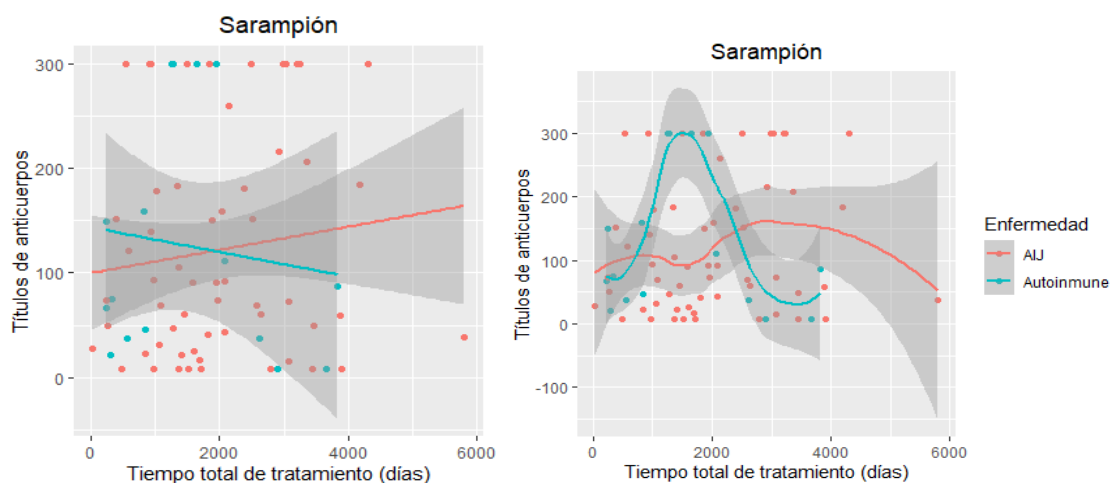 Sarampión
Títulos de anticuerpos
300
200
100
0
0
2000
4000
6000
Tiempo total de tratamiento (días)
Sarampión
Títulos de anticuerpos
300
200
100
0
-100
0
1000
2000
4000
6000
Tiempo total de tratamiento (días)
Enfermedad
AIJ
Autoinmune